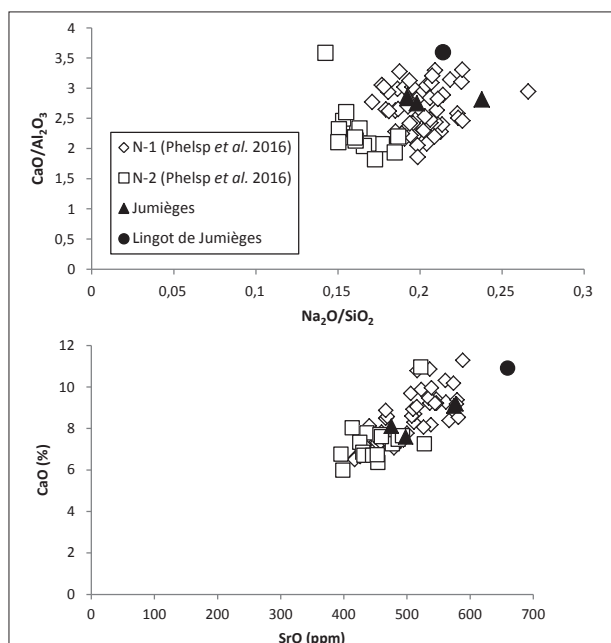 4
3,5
3
2,5
2
1,5
1
0,5
0
CaO/Al₂O₃
N-1 (Phelsp et al. 2016)
N-2 (Phelsp et al. 2016)
Jumièges
Lingot de Jumièges
0 0,05 0,15 0,2 0,25 0,3
Na₂O/SiO₂
12
10
8
6
4
2
0
CaO (%)
0 100 200 300 400 500 600 700
SrO (ppm)